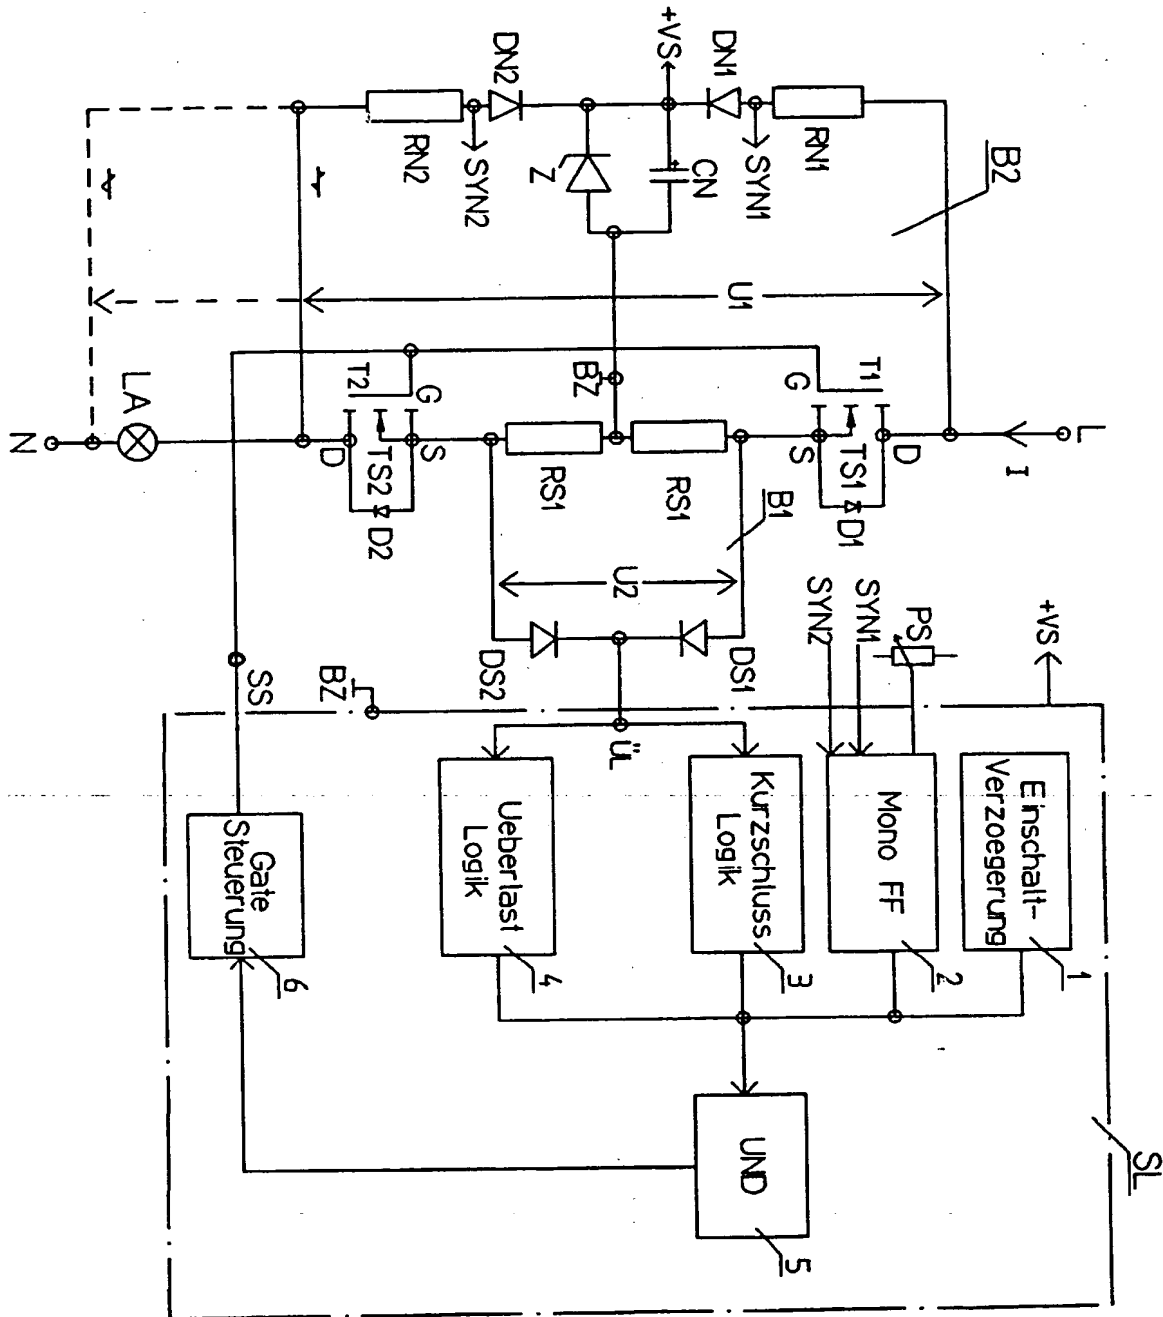 L
I
B2
RN1
SYN1
DN1
+VS
CN
Z
DN2
SYN2
RN2
U1
T1
G
TS1
D
S
D1
BZ
RS1
RS1
B1
U2
DS1
DS2
T2
G
S
TS2
D
D2
LA
N
+VS
PS
SYN1
SYN2
BZ
ÜL
SS
SL
Einschalt-
Verzoegerung
1
Mono FF
2
Kurzschluss
Logik
3
Ueberlast
Logik
4
UND
5
Gate
Steuerung
6